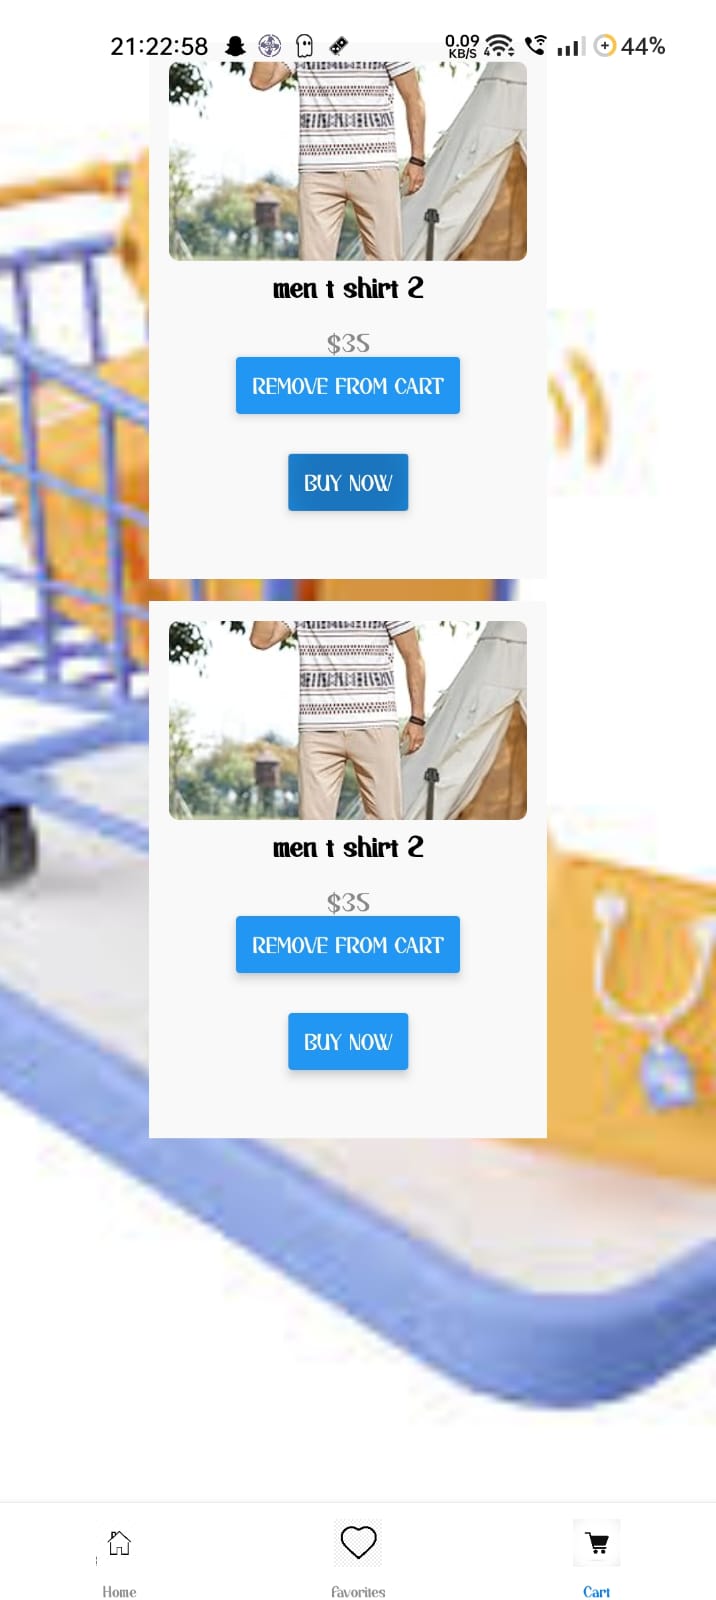 21:22:58 0.09 KB/S 4 44%
men t shirt 2
$35
REMOVE FROM CART
BUY NOW
men t shirt 2
$35
REMOVE FROM CART
BUY NOW
Home favorites Cart